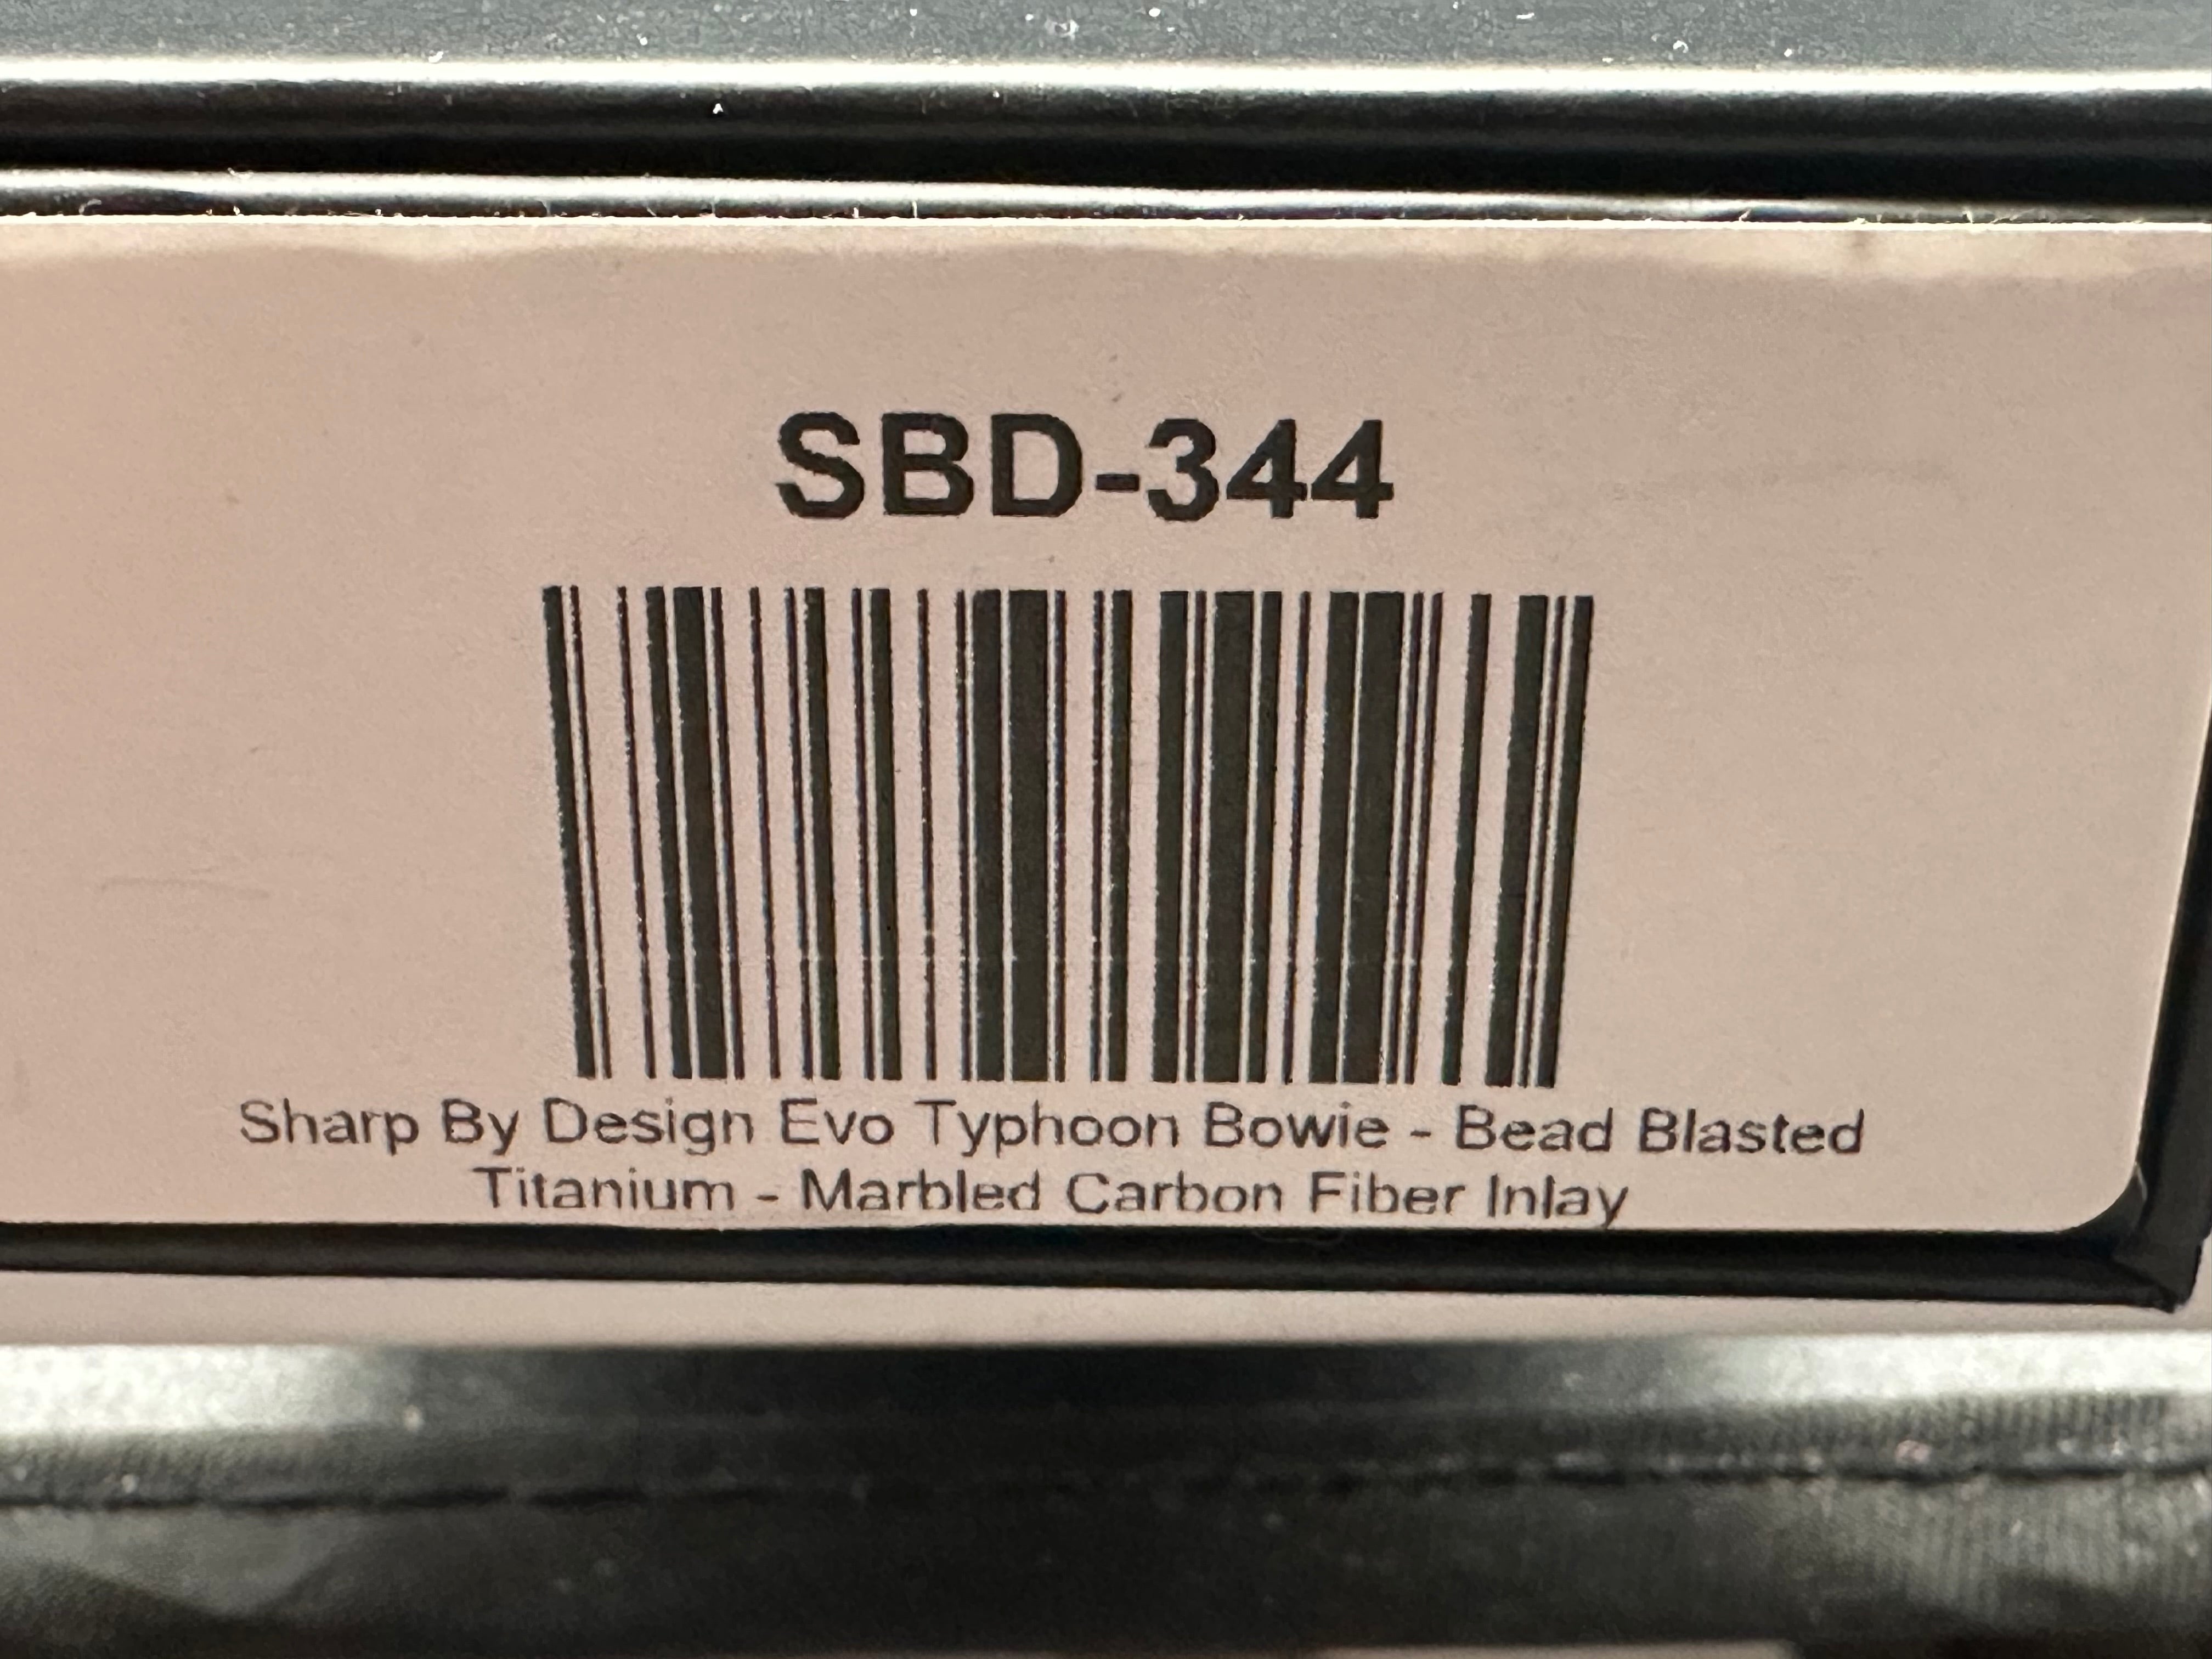 SBD-344
Sharp By Design Evo Typhoon Bowie - Bead Blasted
Titanium - Marbled Carbon Fiber Inlay